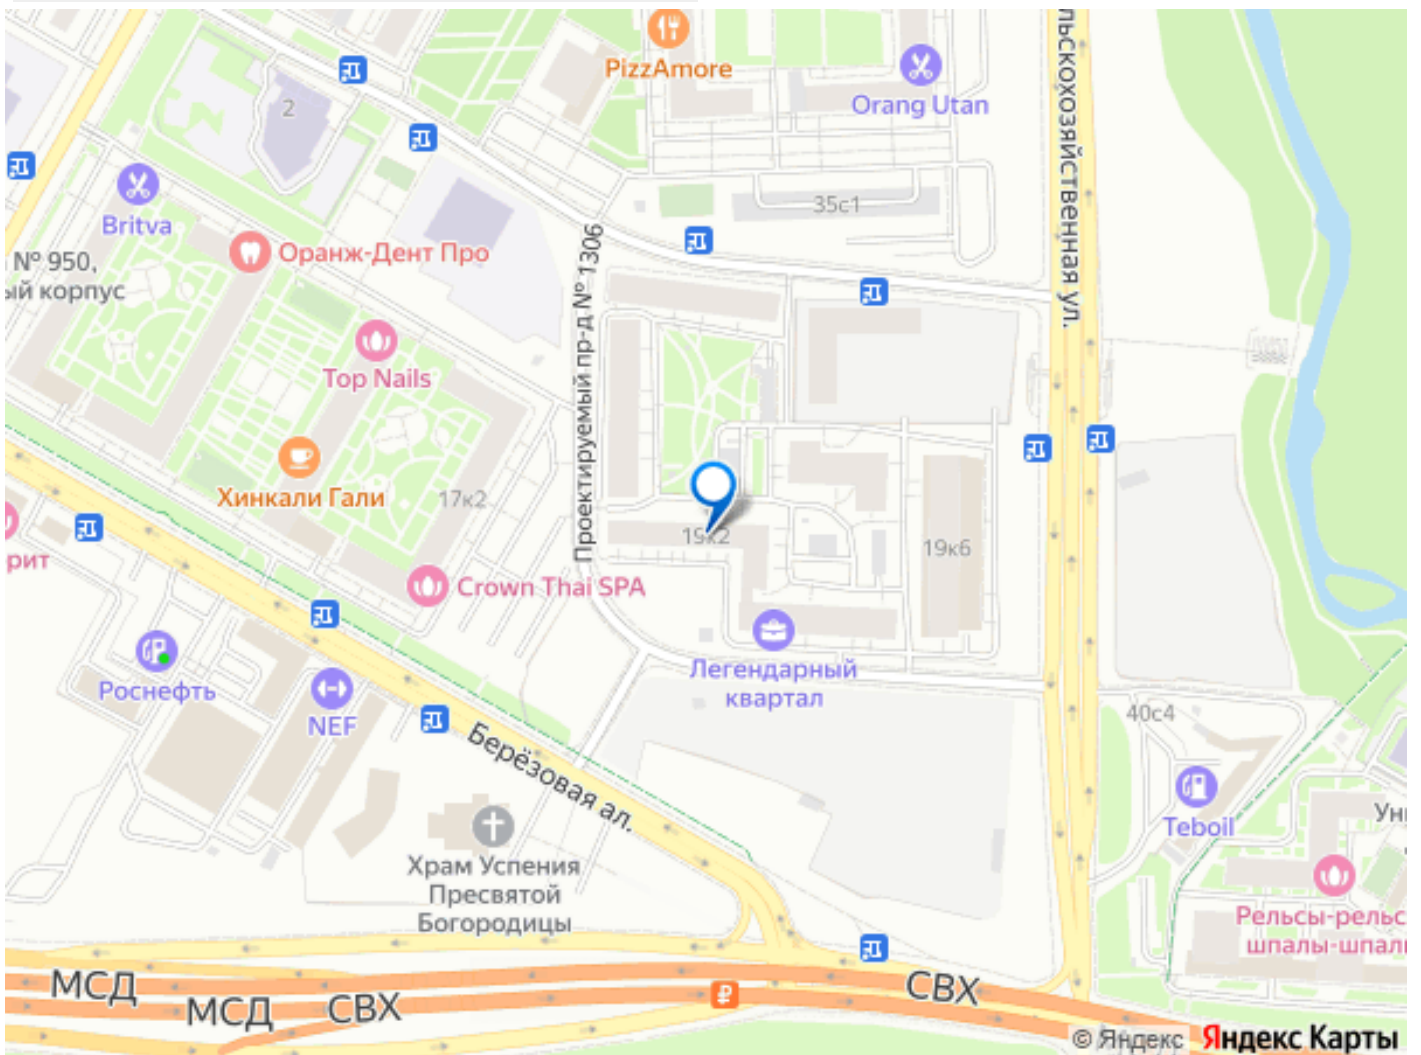 PizzAmore
Orang Utan
2
Britva
Оранж-Дент Про
№ 950,
ый корпус
35с1
льскохозяйственная ул.
Проектируемый пр-д № 1306
Top Nails
Хинкали Гали
17к2
19к2
19к6
рит
Crown Thai SPA
Легендарный
квартал
Роснефть
NEF
Берёзовая ал.
40с4
Teboil
Храм Успения
Пресвятой
Богородицы
Рельсы-рельс
шпалы-шпал
МСД
МСД
СВХ
СВХ
© Яндекс Яндекс Карты